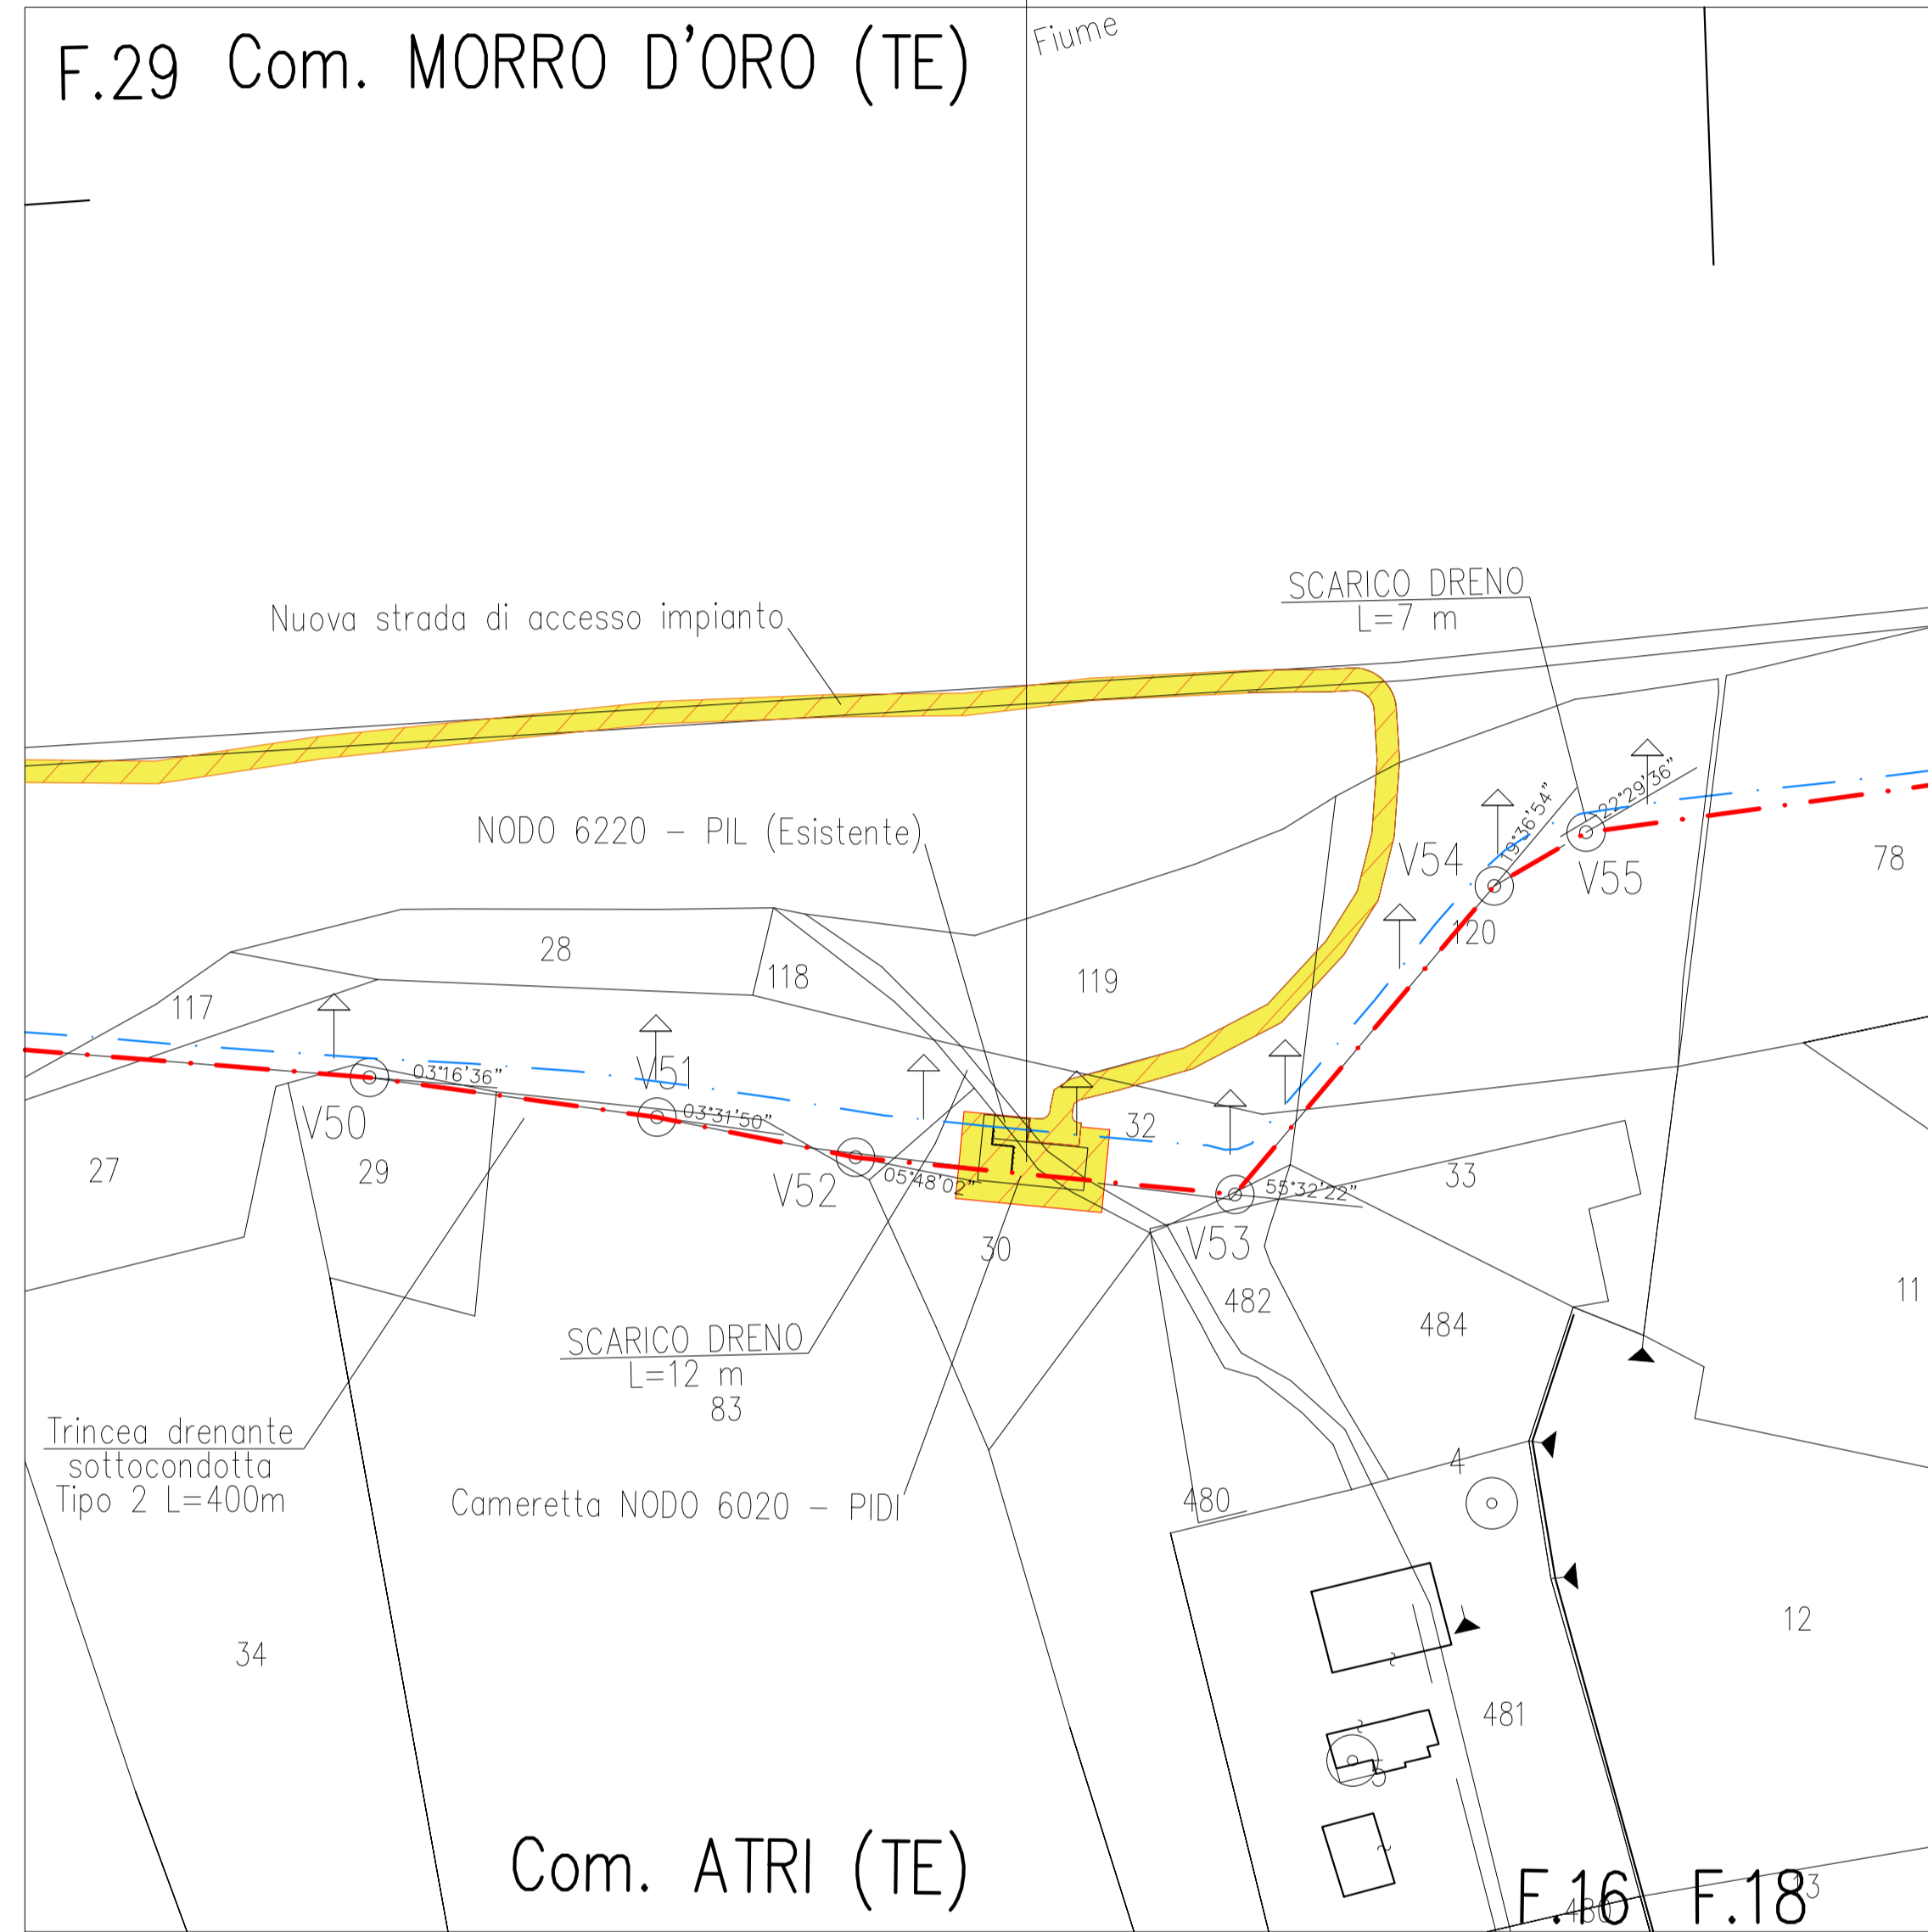 F.29 Com. MORRO D'ORO (TE)
Fiume
SCARICO DRENO
L=7 m
Nuova strada di accesso impianto
NODO 6220 - PIL (Esistente)
22°29'36"
19°36'54"
V54
V55
78
120
28
118
119
117
V51
03°16'36"
03°31'50"
V50
32
27
29
V52
05°48'02"
55°32'22"
33
V53
30
482
11
484
SCARICO DRENO
L=12 m
83
Trincea drenante
sottocondotta
Tipo 2 L=400m
Cameretta NODO 6020 - PIDI
480
4
12
34
481
5
Com. ATRI (TE)
F.16 F.18
480
13